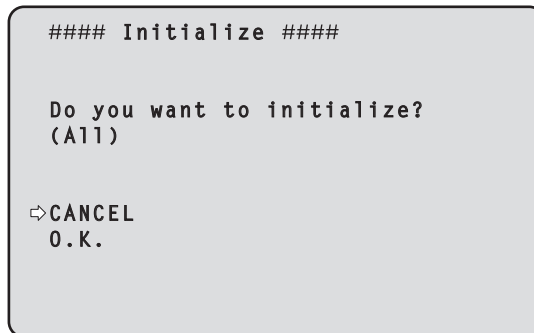 #### Initialize ####
Do you want to initialize?
(All)
⇨CANCEL
O.K.